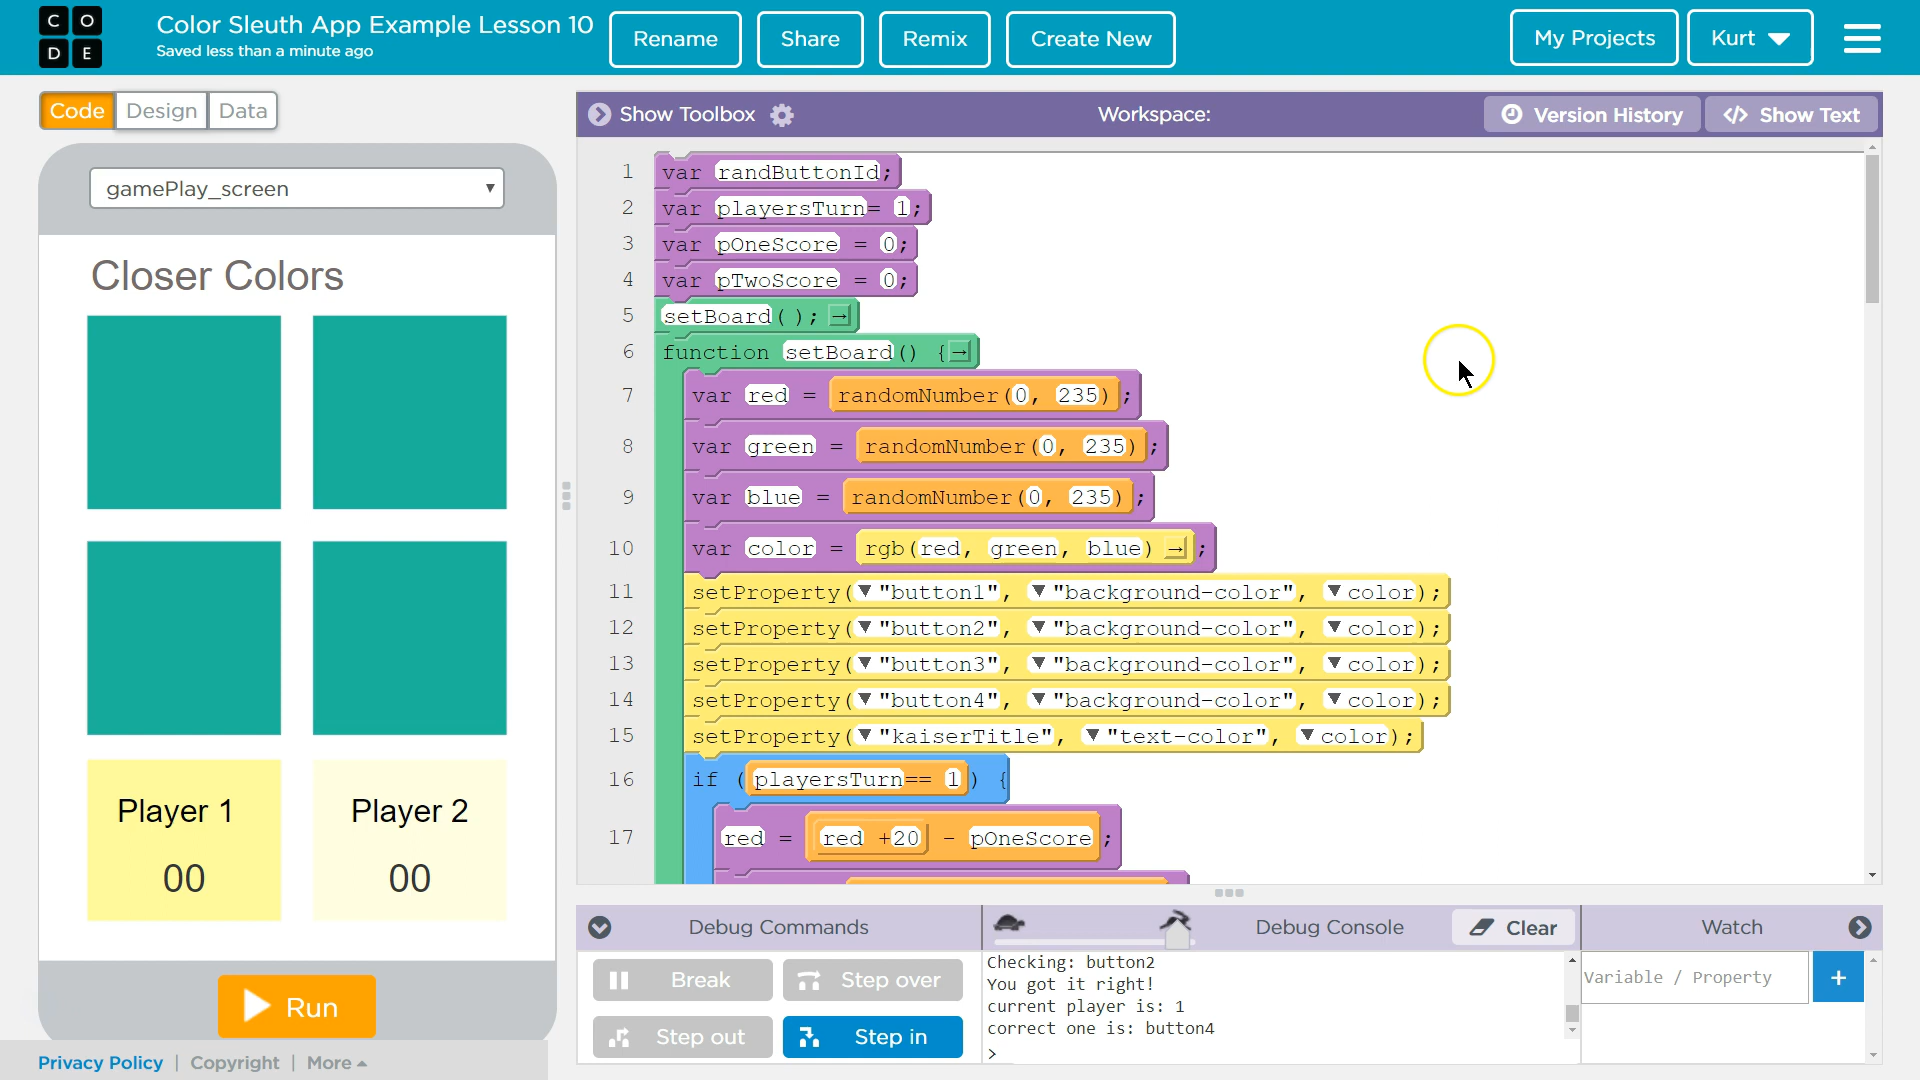 C O
D E
Color Sleuth App Example Lesson 10
Saved less than a minute ago
Rename
Share
Remix
Create New
My Projects
Kurt
Code
Design
Data
Show Toolbox
Workspace:
Version History
</> Show Text
gamePlay_screen
Closer Colors
Player 1
00
Player 2
00
Run
1 var randButtonId;
2 var playersTurn= 1;
3 var pOneScore = 0;
4 var pTwoScore = 0;
5 setBoard( );
6 function setBoard() {
7 var red = randomNumber(0, 235);
8 var green = randomNumber(0, 235);
9 var blue = randomNumber(0, 235);
10 var color = rgb(red, green, blue);
11 setProperty("button1", "background-color", color);
12 setProperty("button2", "background-color", color);
13 setProperty("button3", "background-color", color);
14 setProperty("button4", "background-color", color);
15 setProperty("kaiserTitle", "text-color", color);
16 if (playersTurn== 1) {
17 red = red +20 - pOneScore;
Debug Commands
Debug Console
Clear
Watch
Break
Step over
Step out
Step in
Checking: button2
You got it right!
current player is: 1
correct one is: button4
>
Variable / Property
+
Privacy Policy | Copyright | More